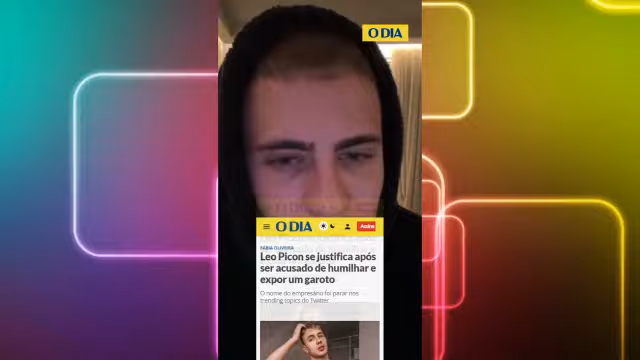 O DIA
O DIA
Assine
FÁBIA OLIVEIRA
Leo Picon se justifica após
ser acusado de humilhar e
expor um garoto
O nome do empresário foi parar nos
trending topics do Twitter